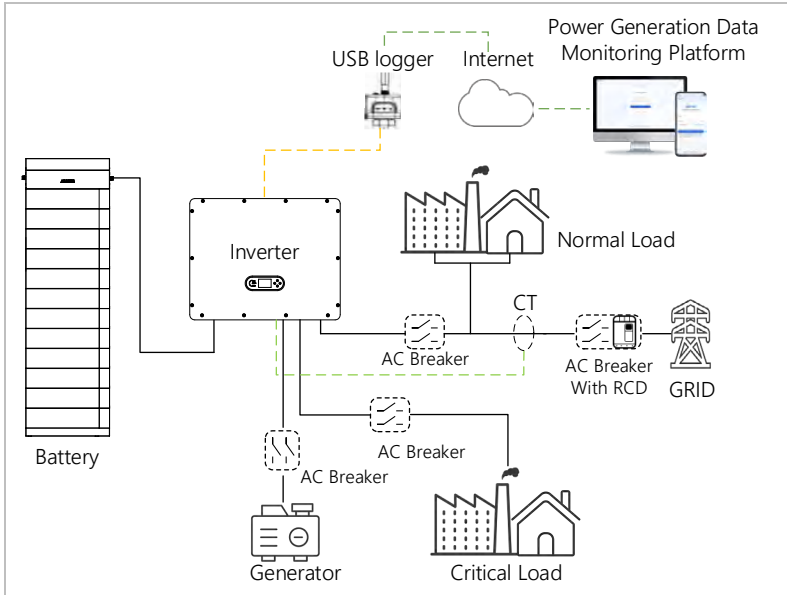 Power Generation Data
Monitoring Platform
USB logger
Internet
Inverter
Normal Load
CT
AC Breaker
AC Breaker
With RCD
GRID
Battery
AC Breaker
AC Breaker
Generator
Critical Load